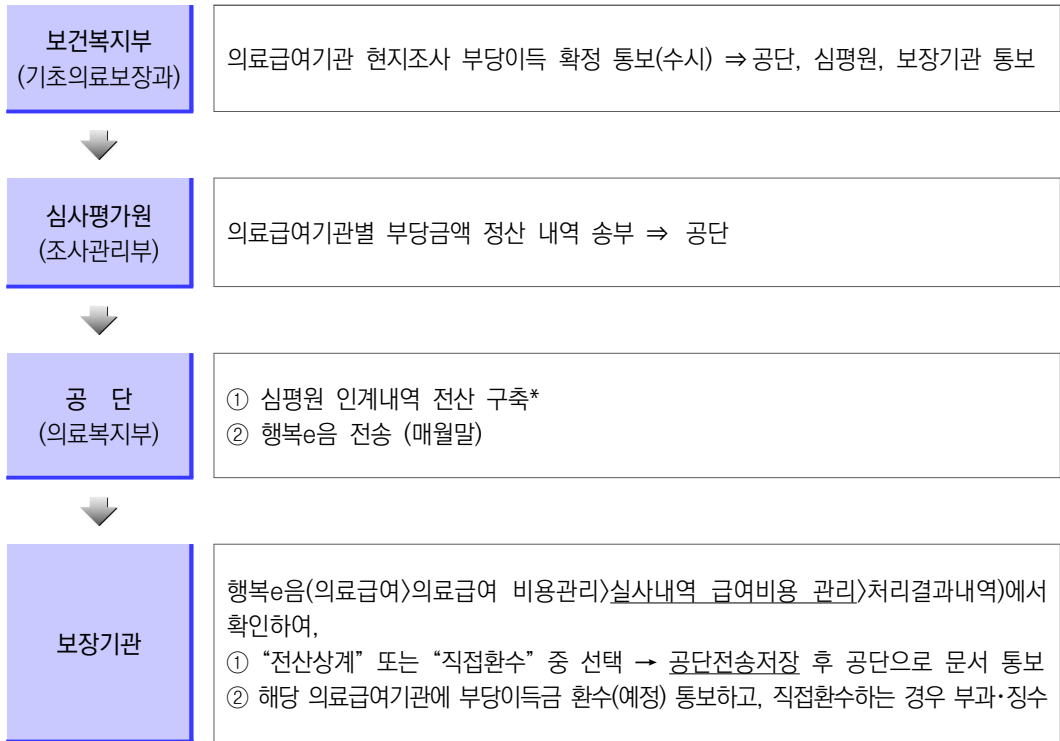 보건복지부
(기초의료보장과)
의료급여기관 현지조사 부당이득 확정 통보(수시) ⇒ 공단, 심평원, 보장기관 통보
심사평가원
(조사관리부)
의료급여기관별 부당금액 정산 내역 송부 ⇒ 공단
공 단
(의료복지부)
① 심평원 인계내역 전산 구축*
② 행복e음 전송 (매월말)
보장기관
행복e음(의료급여〉의료급여 비용관리〉실사내역 급여비용 관리〉처리결과내역)에서
확인하여,
① “전산상계” 또는 “직접환수” 중 선택 → 공단전송저장 후 공단으로 문서 통보
② 해당 의료급여기관에 부당이득금 환수(예정) 통보하고, 직접환수하는 경우 부과·징수